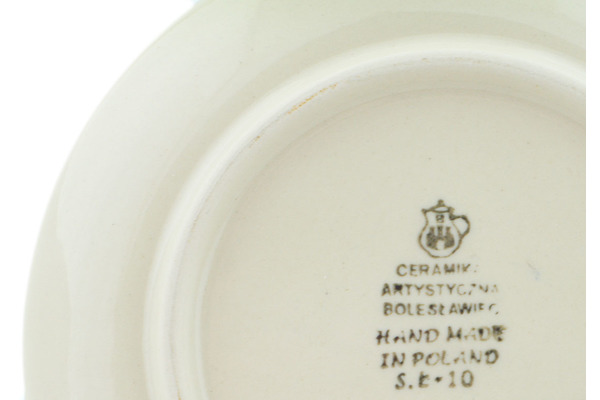 B
CERAMIKA
ARTYSTYCZNA
BOLESŁAWIEC
HAND MADE
IN POLAND
S.E-10